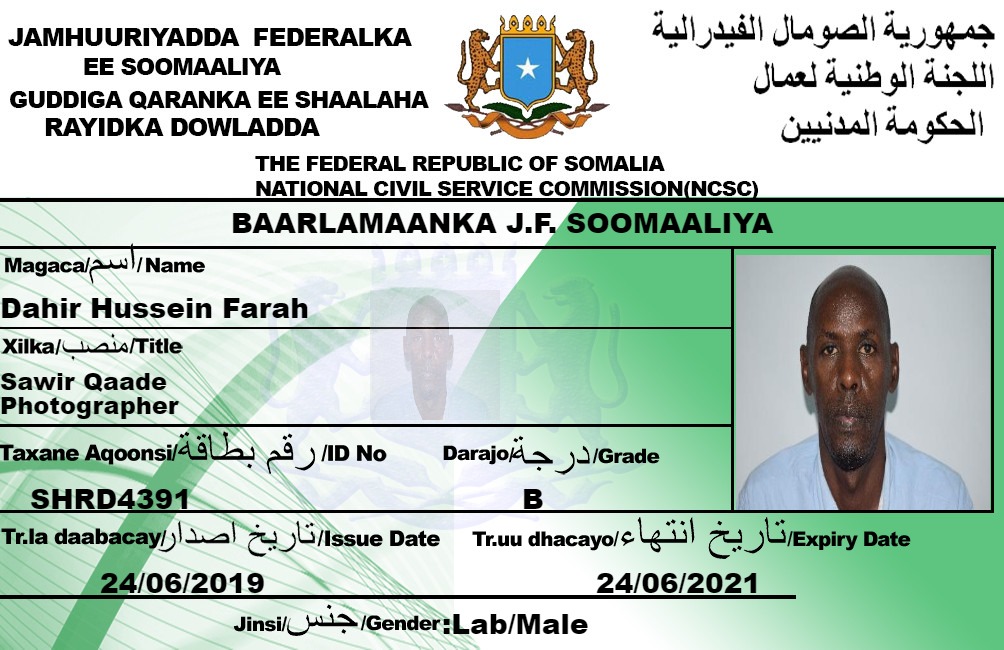 JAMHUURIYADDA FEDERALKA
EE SOOMAALIYA
GUDDIGA QARANKA EE SHAALAHA
RAYIDKA DOWLADDA
جمهورية الصومال الفيدرالية
اللجنة الوطنية لعمال
الحكومة المدنيين
THE FEDERAL REPUBLIC OF SOMALIA
NATIONAL CIVIL SERVICE COMMISSION(NCSC)
BAARLAMAANKA J.F. SOOMAALIYA
Magaca/اسم/Name
Dahir Hussein Farah
Xilka/منصب/Title
Sawir Qaade
Photographer
Taxane Aqoonsi/رقم بطاقة/ID No Darajo/درجة/Grade
SHRD4391 B
Tr.la daabacay/تاريخ اصدار/Issue Date Tr.uu dhacayo/تاريخ انتهاء/Expiry Date
24/06/2019 24/06/2021
Jinsi/جنس/Gender:Lab/Male